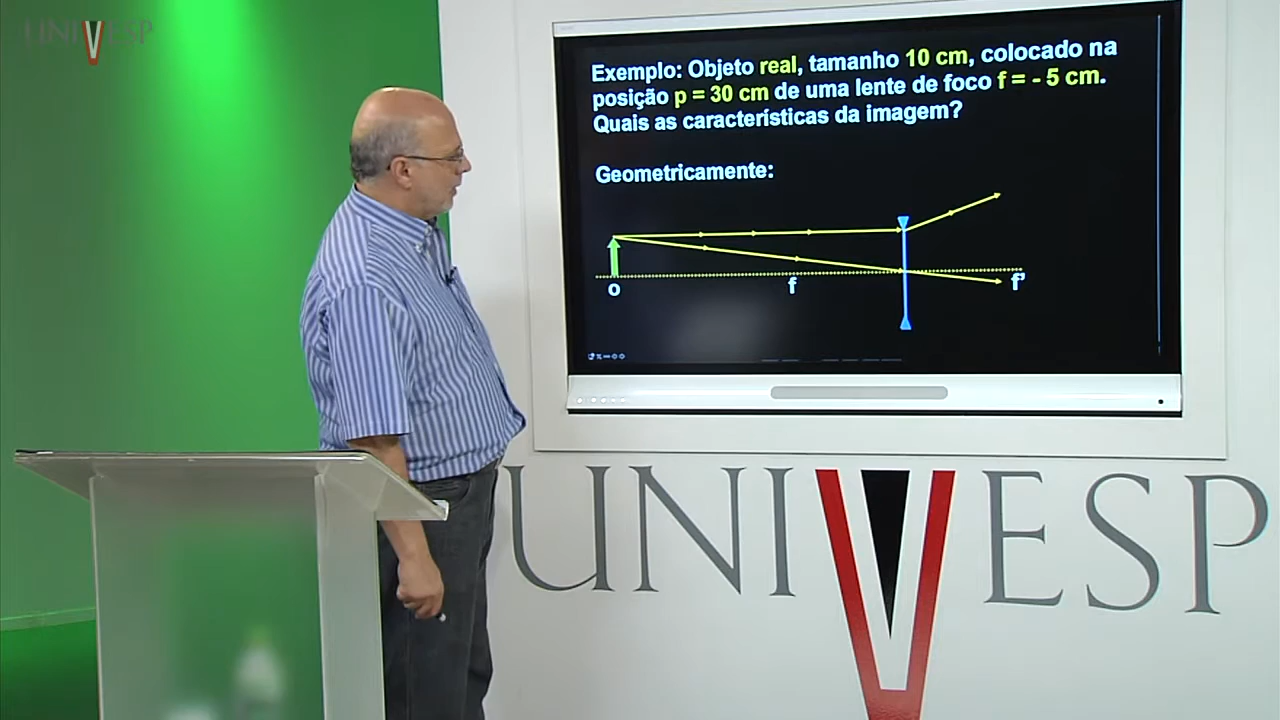 UNIVESP
Exemplo: Objeto real, tamanho 10 cm, colocado na
posição p = 30 cm de uma lente de foco f = - 5 cm.
Quais as características da imagem?
Geometricamente:
o
f
f'
UNIVESP